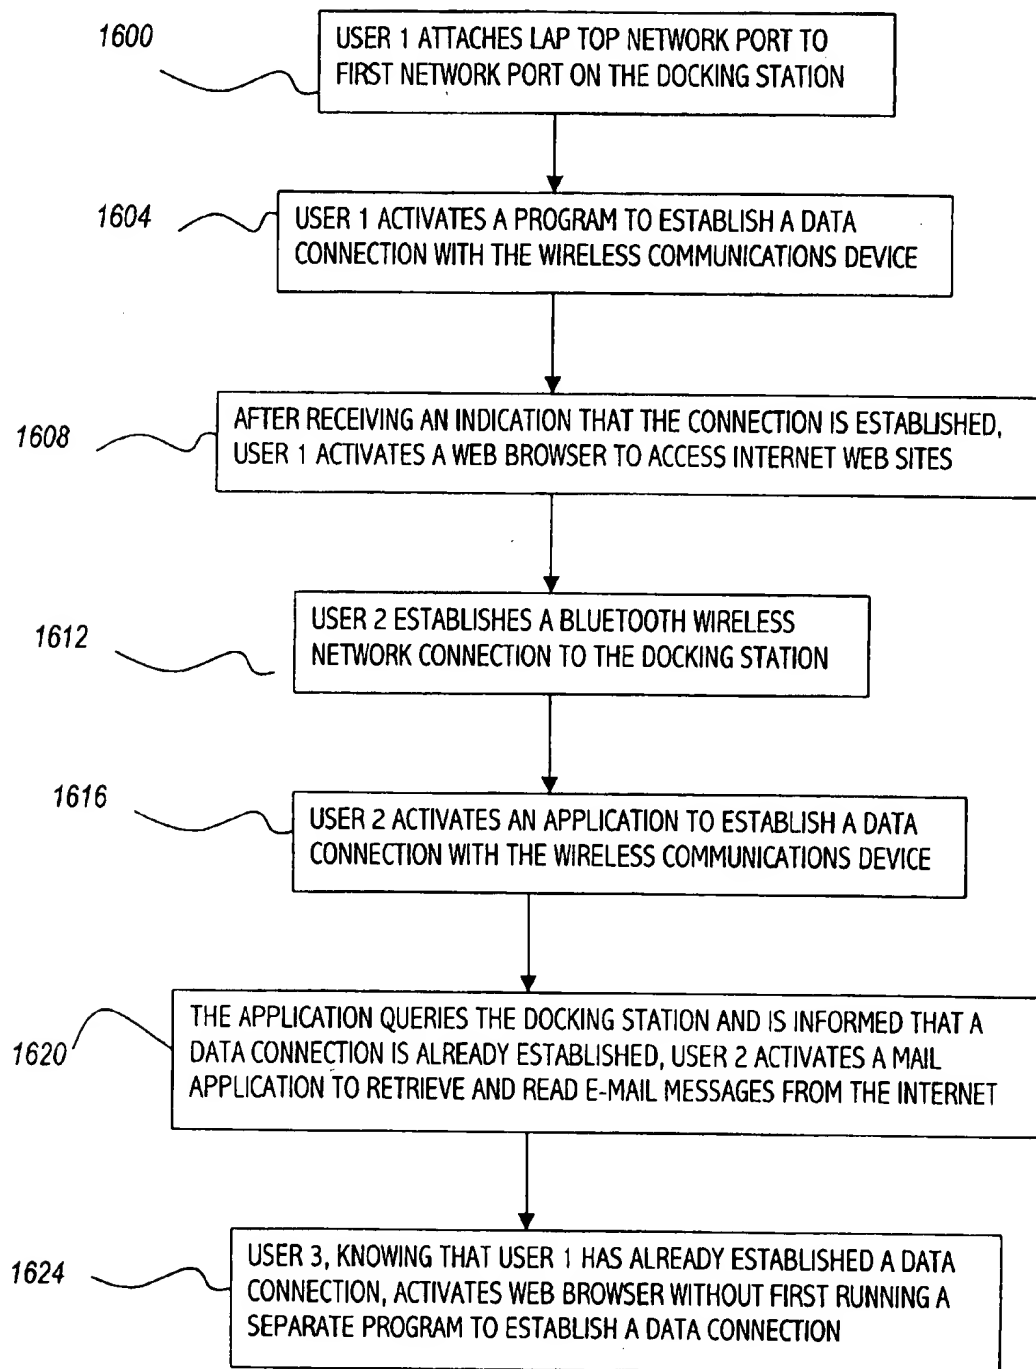 1600
USER 1 ATTACHES LAP TOP NETWORK PORT TO
FIRST NETWORK PORT ON THE DOCKING STATION
1604
USER 1 ACTIVATES A PROGRAM TO ESTABLISH A DATA
CONNECTION WITH THE WIRELESS COMMUNICATIONS DEVICE
1608
AFTER RECEIVING AN INDICATION THAT THE CONNECTION IS ESTABLISHED,
USER 1 ACTIVATES A WEB BROWSER TO ACCESS INTERNET WEB SITES
1612
USER 2 ESTABLISHES A BLUETOOTH WIRELESS
NETWORK CONNECTION TO THE DOCKING STATION
1616
USER 2 ACTIVATES AN APPLICATION TO ESTABLISH A DATA
CONNECTION WITH THE WIRELESS COMMUNICATIONS DEVICE
1620
THE APPLICATION QUERIES THE DOCKING STATION AND IS INFORMED THAT A
DATA CONNECTION IS ALREADY ESTABLISHED, USER 2 ACTIVATES A MAIL
APPLICATION TO RETRIEVE AND READ E-MAIL MESSAGES FROM THE INTERNET
1624
USER 3, KNOWING THAT USER 1 HAS ALREADY ESTABLISHED A DATA
CONNECTION, ACTIVATES WEB BROWSER WITHOUT FIRST RUNNING A
SEPARATE PROGRAM TO ESTABLISH A DATA CONNECTION